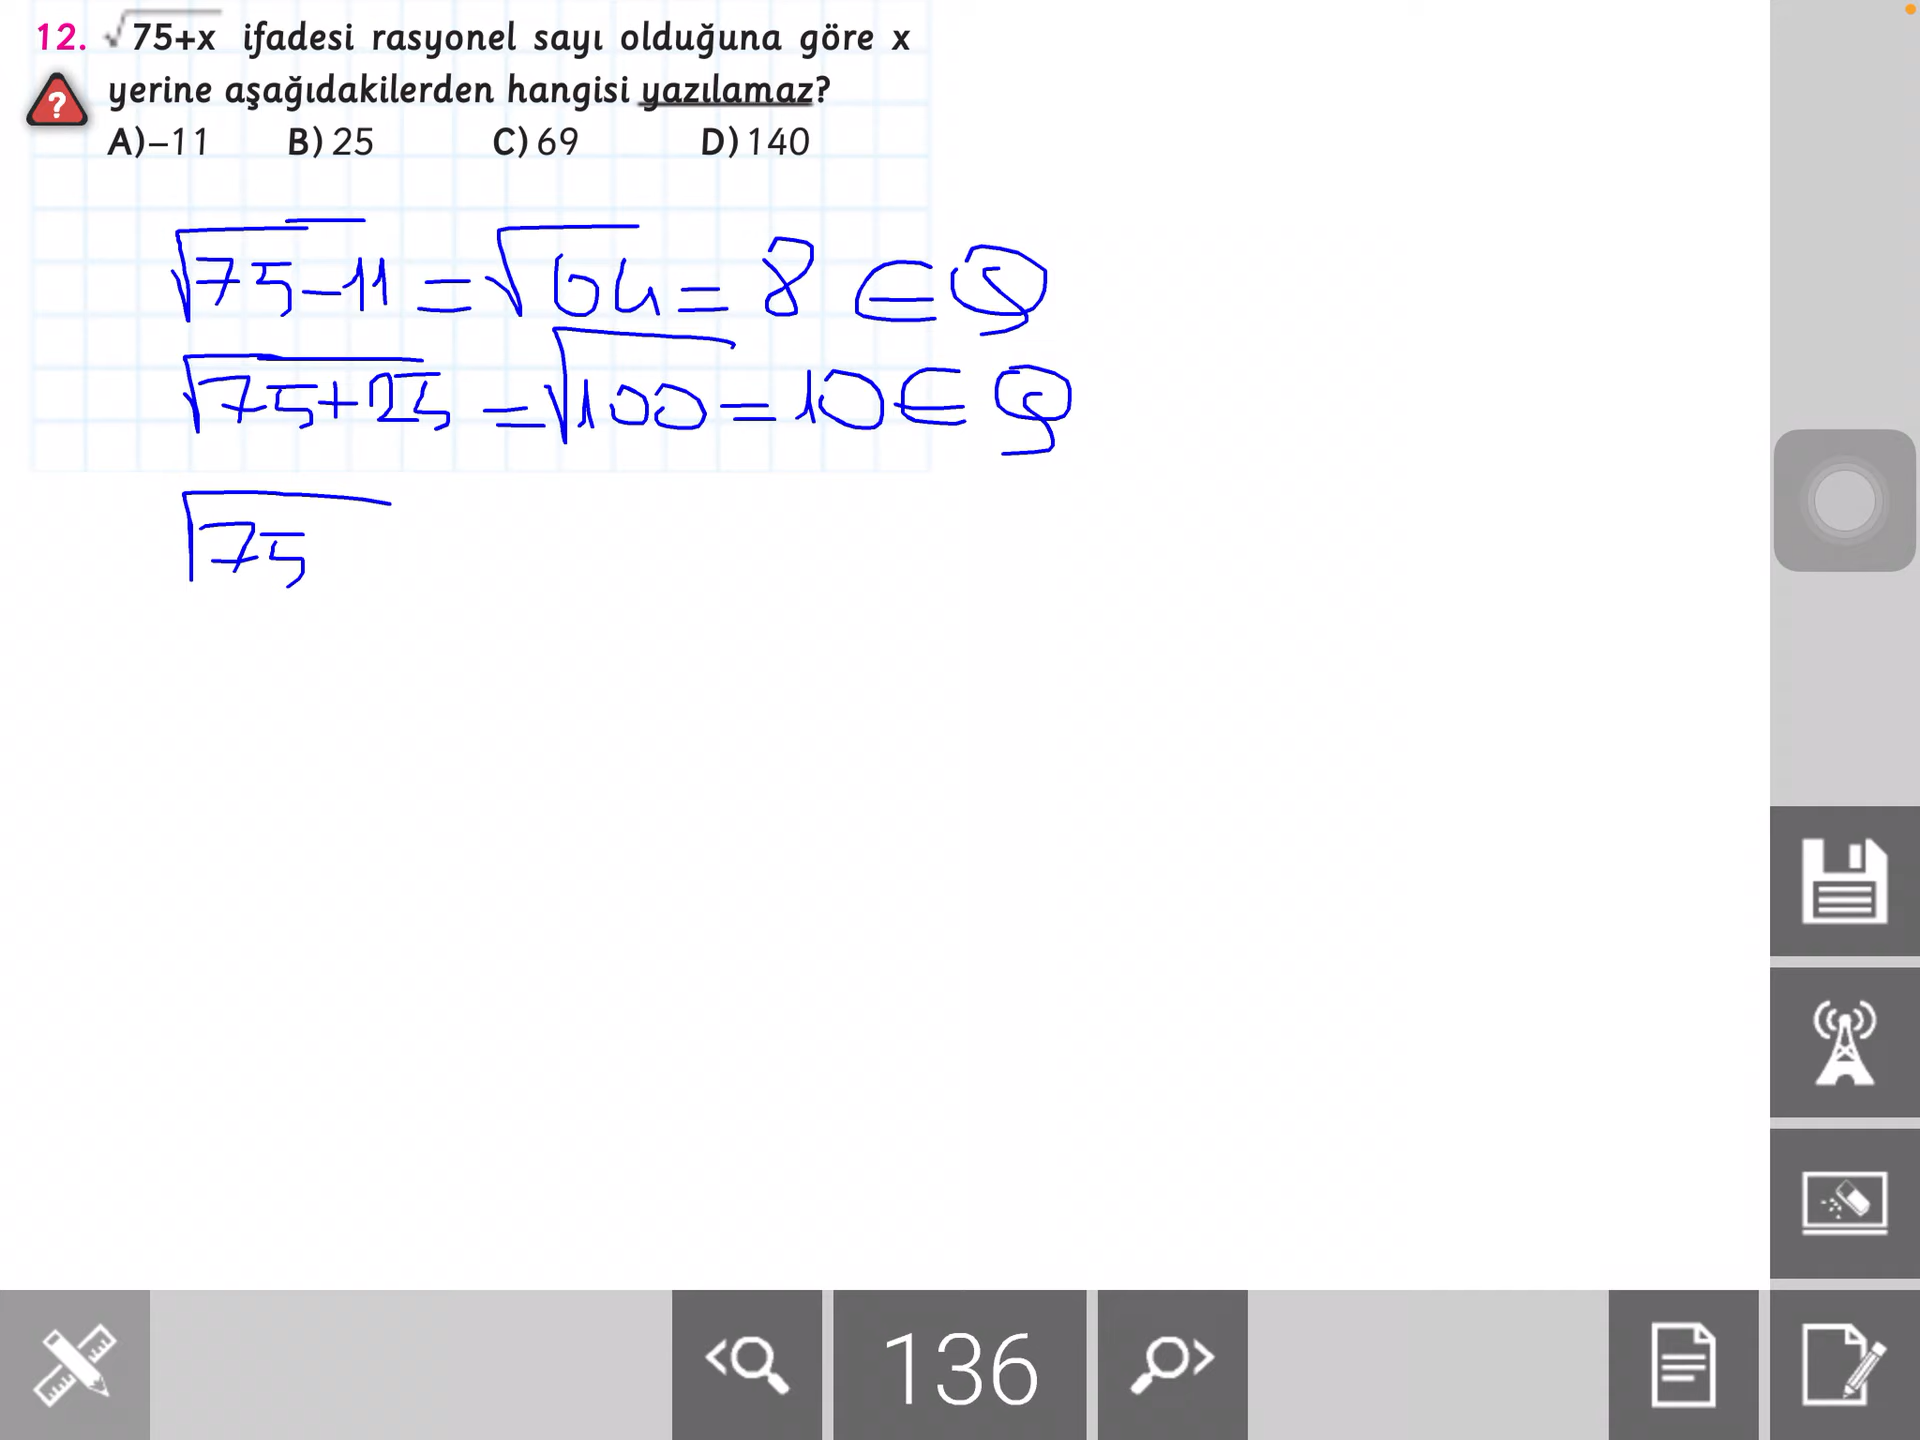 12. √75+x ifadesi rasyonel sayı olduğuna göre x
? yerine aşağıdakilerden hangisi yazılamaz?
A) –11 B) 25 C) 69 D) 140
√75-11 = √64 = 8 ∈ Q
√75+25 = √100 = 10 ∈ Q
√75
136